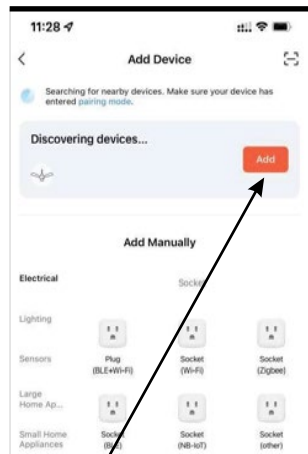 11:28
Add Device
Searching for nearby devices. Make sure your device has
entered pairing mode.
Discovering devices...
Add
Add Manually
Electrical
Socket
Lighting
Sensors
Plug
(BLE+Wi-Fi)
Socket
(Wi-Fi)
Socket
(Zigbee)
Large
Home Ap...
Small Home
Appliances
Socket
(BLE)
Socket
(NB-IoT)
Socket
(other)